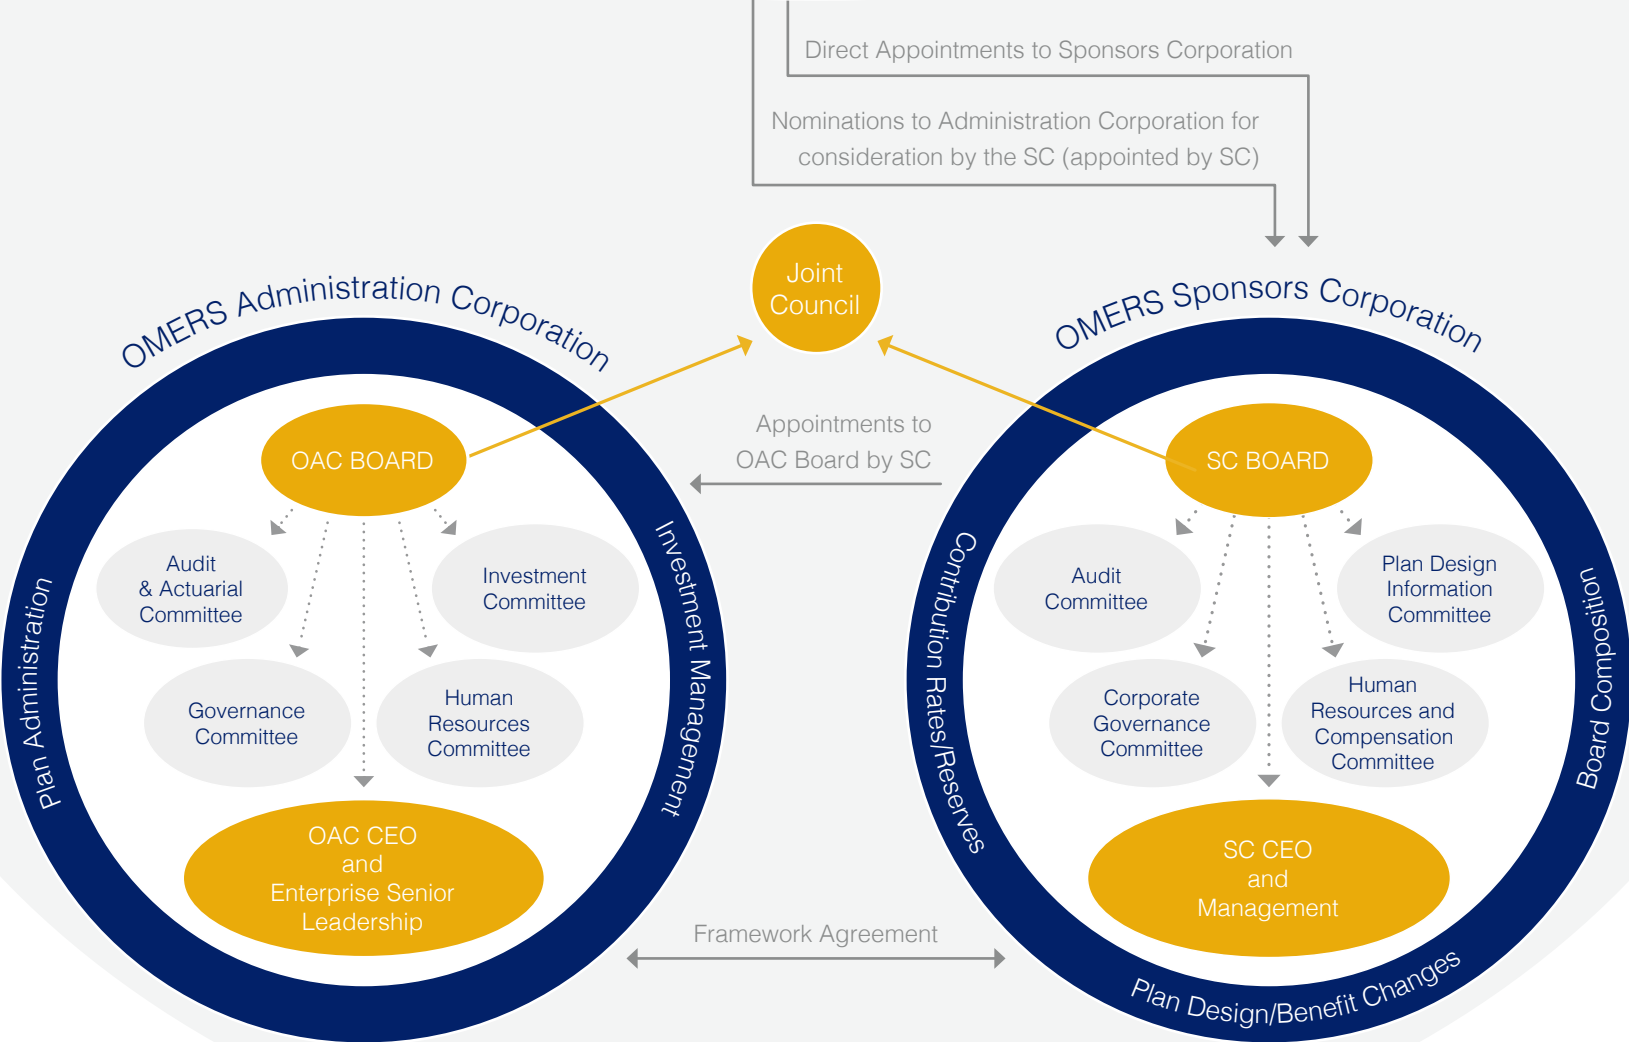 Direct Appointments to Sponsors Corporation
Nominations to Administration Corporation for
consideration by the SC (appointed by SC)
Joint
Council
OMERS Administration Corporation
OMERS Sponsors Corporation
Appointments to
OAC Board by SC
OAC BOARD
Audit
& Actuarial
Committee
Investment
Committee
Governance
Committee
Human
Resources
Committee
OAC CEO
and
Enterprise Senior
Leadership
Plan Administration
Investment Management
SC BOARD
Audit
Committee
Plan Design
Information
Committee
Corporate
Governance
Committee
Human
Resources and
Compensation
Committee
SC CEO
and
Management
Contribution Rates/Reserves
Board Composition
Plan Design/Benefit Changes
Framework Agreement